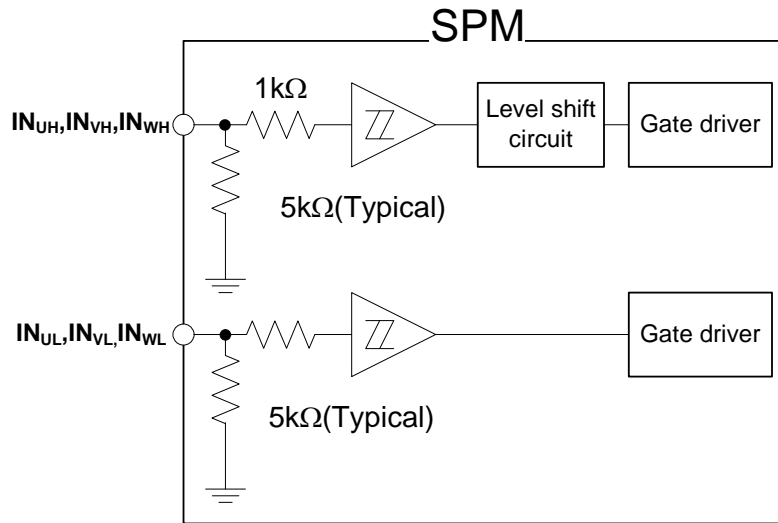 SPM
1kΩ
IN_UH,IN_VH,IN_WH
Level shift
circuit
Gate driver
5kΩ(Typical)
IN_UL,IN_VL,IN_WL
Gate driver
5kΩ(Typical)